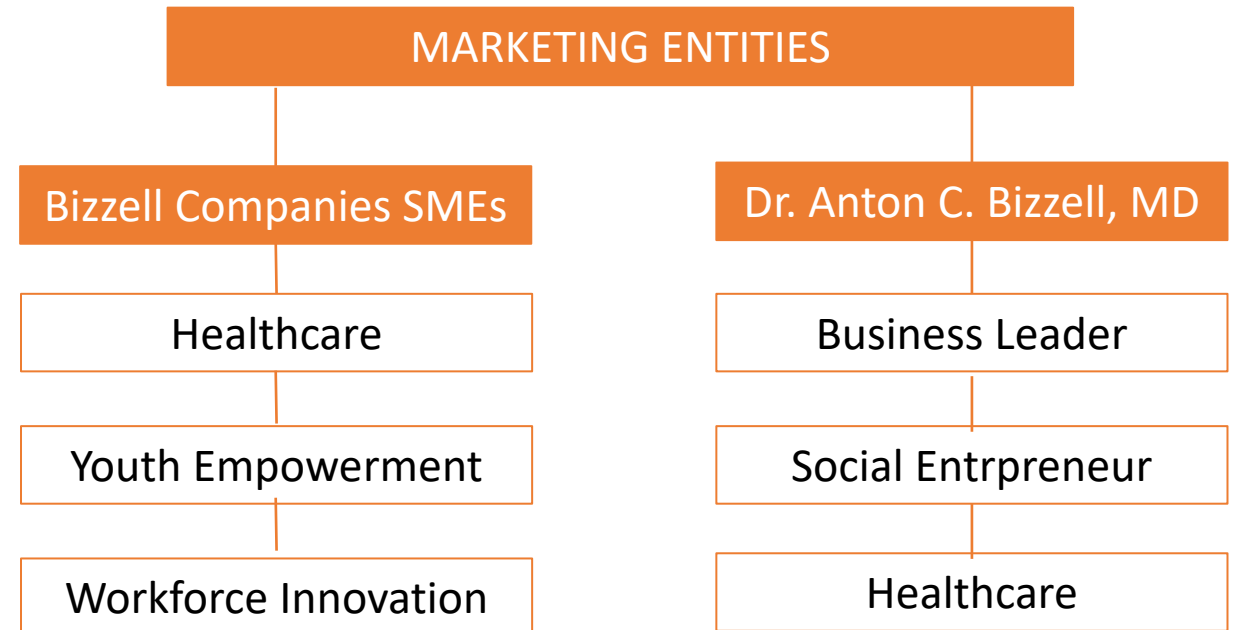 MARKETING ENTITIES
Bizzell Companies SMEs
Healthcare
Youth Empowerment
Workforce Innovation
Dr. Anton C. Bizzell, MD
Business Leader
Social Entrpreneur
Healthcare